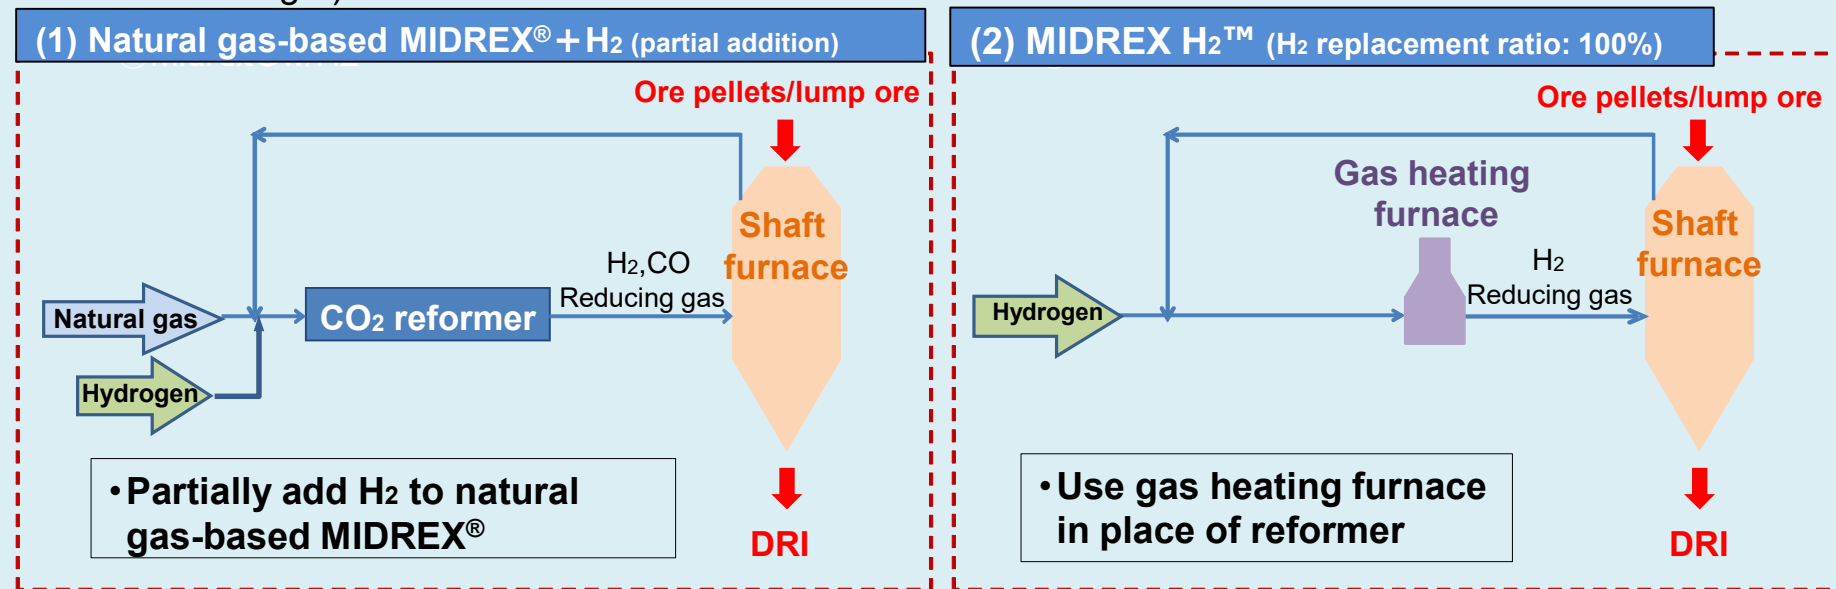 (1) Natural gas-based MIDREX®+H2 (partial addition)
Ore pellets/lump ore
Shaft
furnace
H2,CO
Reducing gas
Natural gas
CO2 reformer
Hydrogen
•Partially add H2 to natural
gas-based MIDREX®
DRI
(2) MIDREX H2™ (H2 replacement ratio: 100%)
Ore pellets/lump ore
Gas heating
furnace
Shaft
furnace
H2
Reducing gas
Hydrogen
•Use gas heating furnace
in place of reformer
DRI